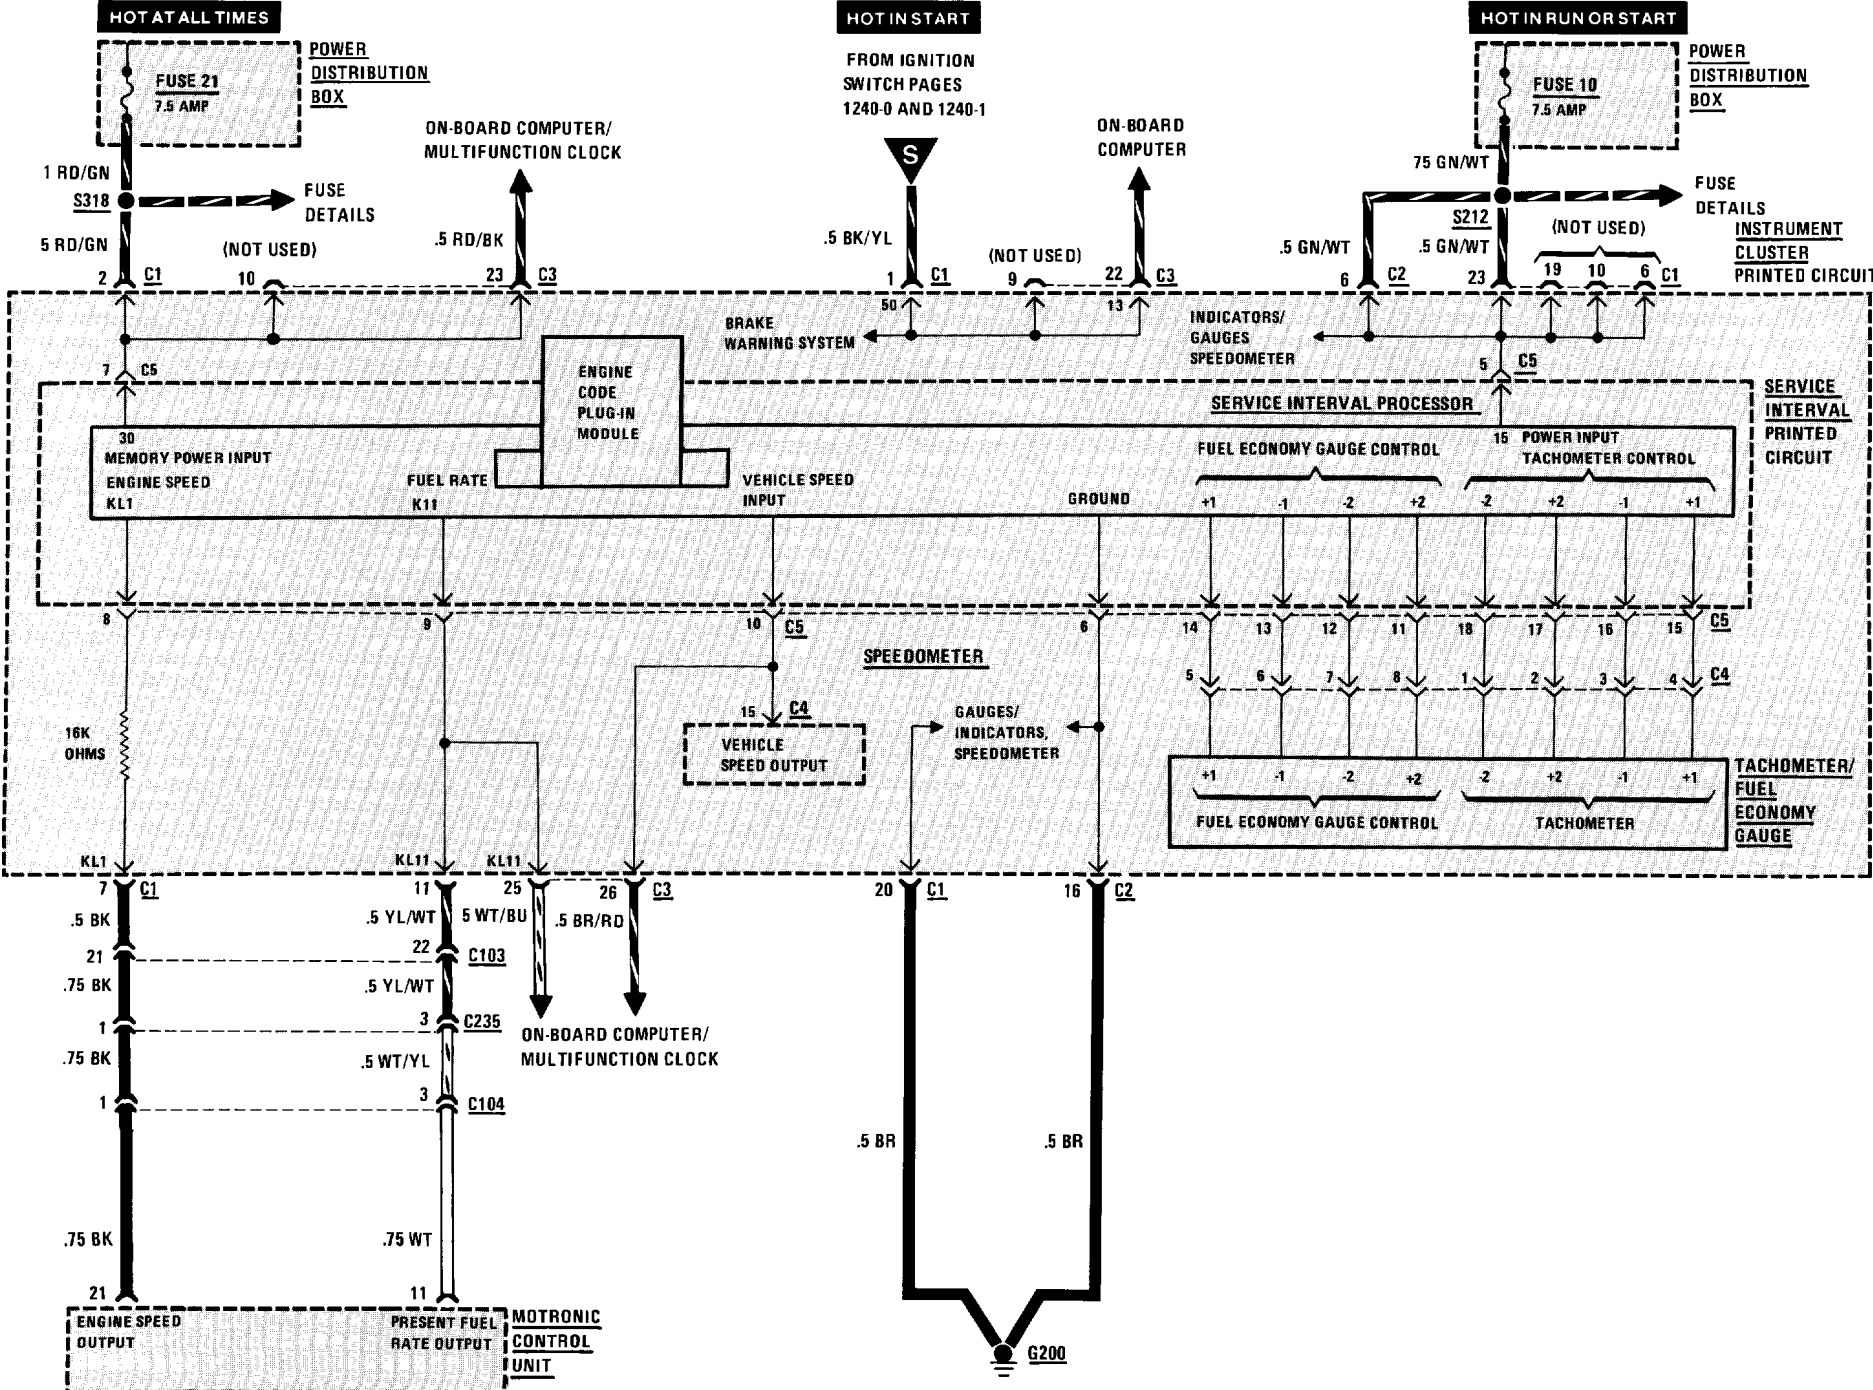 HOT AT ALL TIMES
HOT IN START
HOT IN RUN OR START
POWER
DISTRIBUTION
BOX
FUSE 21
7.5 AMP
FROM IGNITION
SWITCH PAGES
1240-0 AND 1240-1
S
FUSE 10
7.5 AMP
POWER
DISTRIBUTION
BOX
ON-BOARD COMPUTER/
MULTIFUNCTION CLOCK
ON-BOARD
COMPUTER
1 RD/GN
S318
FUSE
DETAILS
5 RD/GN
(NOT USED)
.5 RD/BK
.5 BK/YL
(NOT USED)
75 GN/WT
S212
FUSE
DETAILS
.5 GN/WT
.5 GN/WT
(NOT USED)
INSTRUMENT
CLUSTER
PRINTED CIRCUIT
2 C1
10
23 C3
1 C1
9
22 C3
6 C2
23
19 10 6 C1
50
13
BRAKE
WARNING SYSTEM
INDICATORS/
GAUGES
SPEEDOMETER
7 C5
5 C5
ENGINE
CODE
PLUG-IN
MODULE
SERVICE INTERVAL PROCESSOR
SERVICE
INTERVAL
PRINTED
CIRCUIT
30
MEMORY POWER INPUT
ENGINE SPEED
KL1
FUEL RATE
K11
VEHICLE SPEED
INPUT
GROUND
FUEL ECONOMY GAUGE CONTROL
15 POWER INPUT
TACHOMETER CONTROL
+1 -1 -2 +2 -2 +2 -1 +1
8
9
10 C5
6
14 13 12 11 18 17 16 15 C5
SPEEDOMETER
5 6 7 8 1 2 3 4 C4
16K
OHMS
15 C4
VEHICLE
SPEED OUTPUT
GAUGES/
INDICATORS,
SPEEDOMETER
+1 -1 -2 +2 -2 +2 -1 +1
FUEL ECONOMY GAUGE CONTROL
TACHOMETER
TACHOMETER/
FUEL
ECONOMY
GAUGE
KL1
KL11
KL11
7 C1
11
25
26 C3
20 C1
16 C2
.5 BK
.5 YL/WT
5 WT/BU
.5 BR/RD
21
22 C103
.75 BK
.5 YL/WT
1
3 C235
ON-BOARD COMPUTER/
MULTIFUNCTION CLOCK
.75 BK
.5 WT/YL
1
3 C104
.5 BR
.5 BR
.75 BK
.75 WT
21
11
ENGINE SPEED
OUTPUT
PRESENT FUEL
RATE OUTPUT
MOTRONIC
CONTROL
UNIT
G200